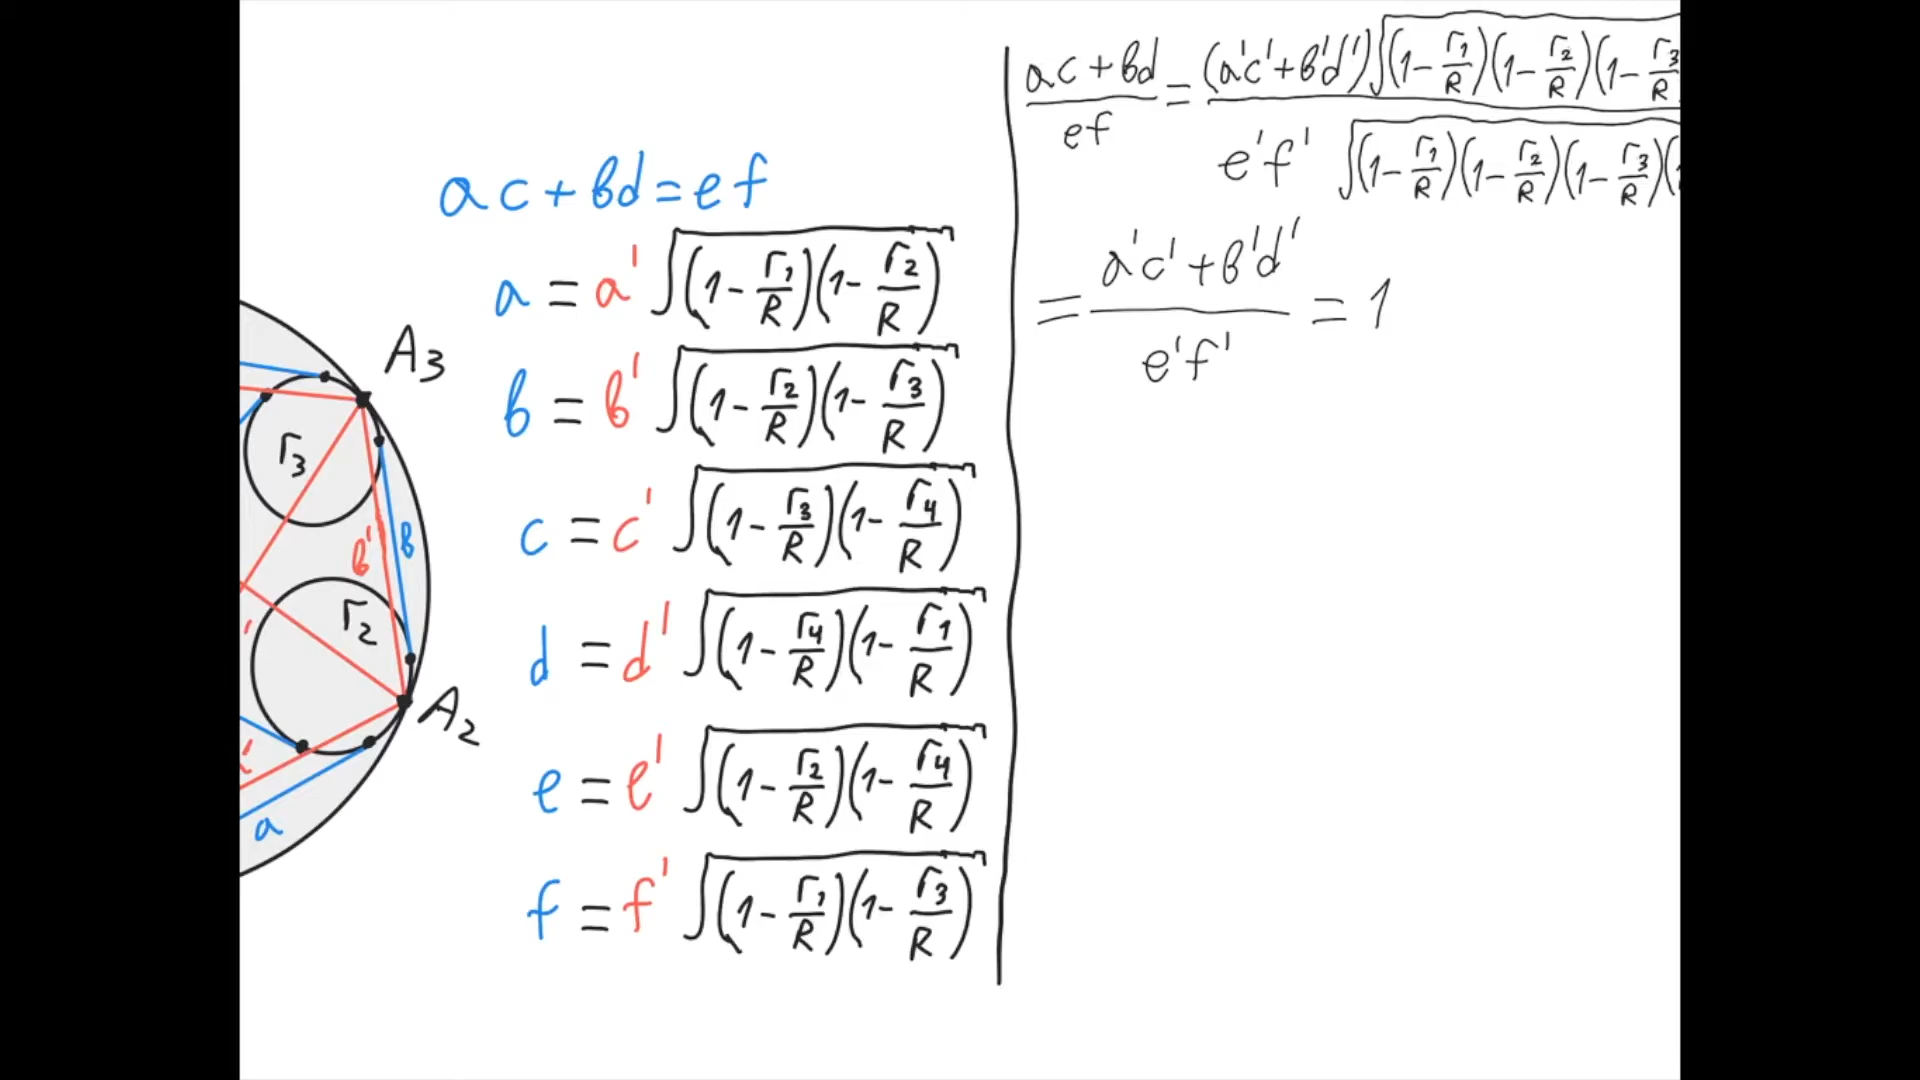 A₃
r₃
b' b
r₂
A₂
a
ac+bd=ef
a = a' √(1-r₁/R)(1-r₂/R)
b = b' √(1-r₂/R)(1-r₃/R)
c = c' √(1-r₃/R)(1-r₄/R)
d = d' √(1-r₄/R)(1-r₁/R)
e = e' √(1-r₂/R)(1-r₄/R)
f = f' √(1-r₁/R)(1-r₃/R)
(ac+bd)/(ef) = ((a'c'+b'd')√(1-r₁/R)(1-r₂/R)(1-r₃/R)/(e'f' √(1-r₁/R)(1-r₂/R)(1-r₃/R)(
= (a'c'+b'd')/(e'f') = 1